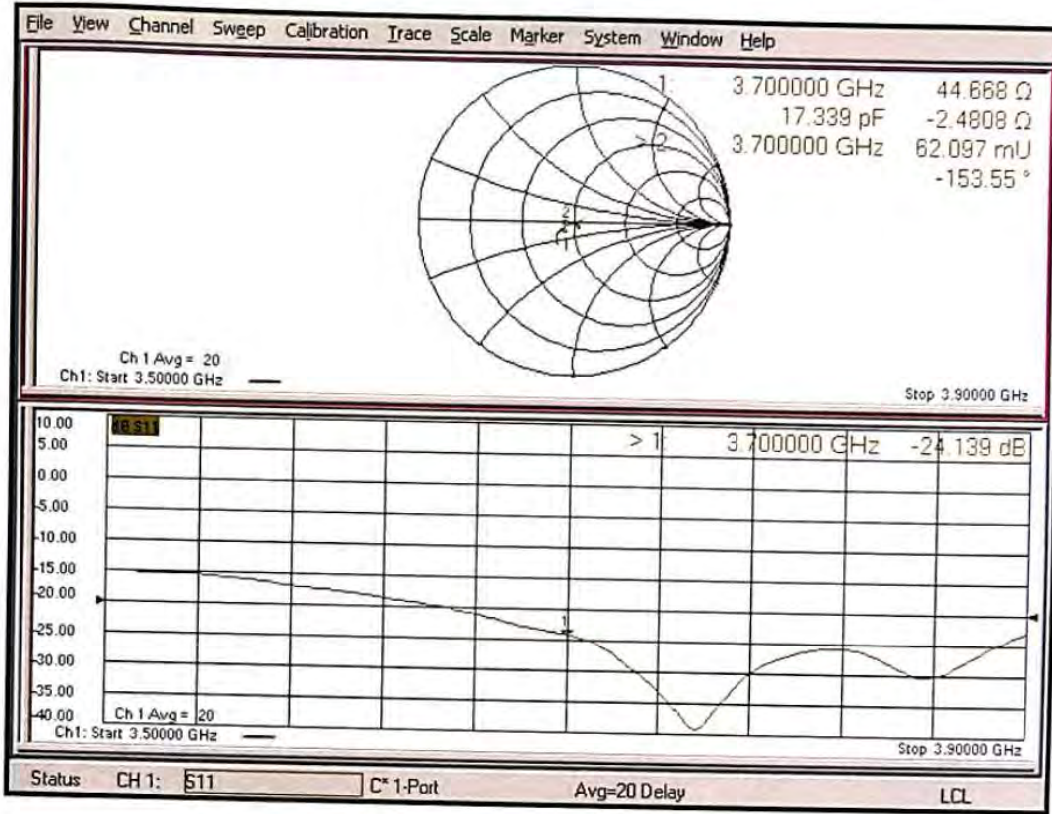 File View Channel Sweep Calibration Trace Scale Marker System Window Help
1: 3.700000 GHz 44.668 Ω
17.339 pF -2.4808 Ω
> 2 3.700000 GHz 62.097 mU
-153.55 °
2
1
Ch 1 Avg = 20
Ch1: Start 3.50000 GHz
Stop 3.90000 GHz
10.00
dB S11
> 1: 3.700000 GHz -24.139 dB
5.00
0.00
-5.00
-10.00
-15.00
-20.00
1
-25.00
-30.00
-35.00
-40.00
Ch 1 Avg = 20
Ch1: Start 3.50000 GHz
Stop 3.90000 GHz
Status CH 1: S11 C* 1-Port Avg=20 Delay LCL